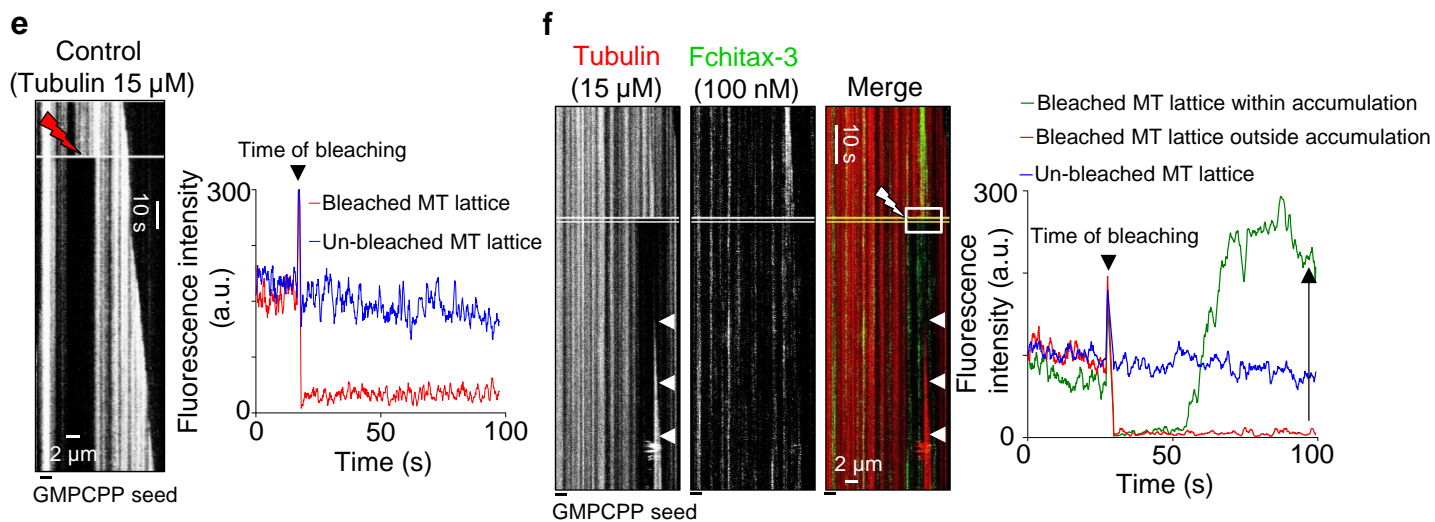 e
Control
(Tubulin 15 µM)
10 s
2 µm
GMPCPP seed
Time of bleaching
300
Bleached MT lattice
Un-bleached MT lattice
Fluorescence intensity
(a.u.)
0
0
50
100
Time (s)
f
Tubulin
(15 µM)
Fchitax-3
(100 nM)
Merge
10 s
2 µm
GMPCPP seed
Bleached MT lattice within accumulation
Bleached MT lattice outside accumulation
Un-bleached MT lattice
300
Time of bleaching
Fluorescence
intensity (a.u.)
0
0
50
100
Time (s)